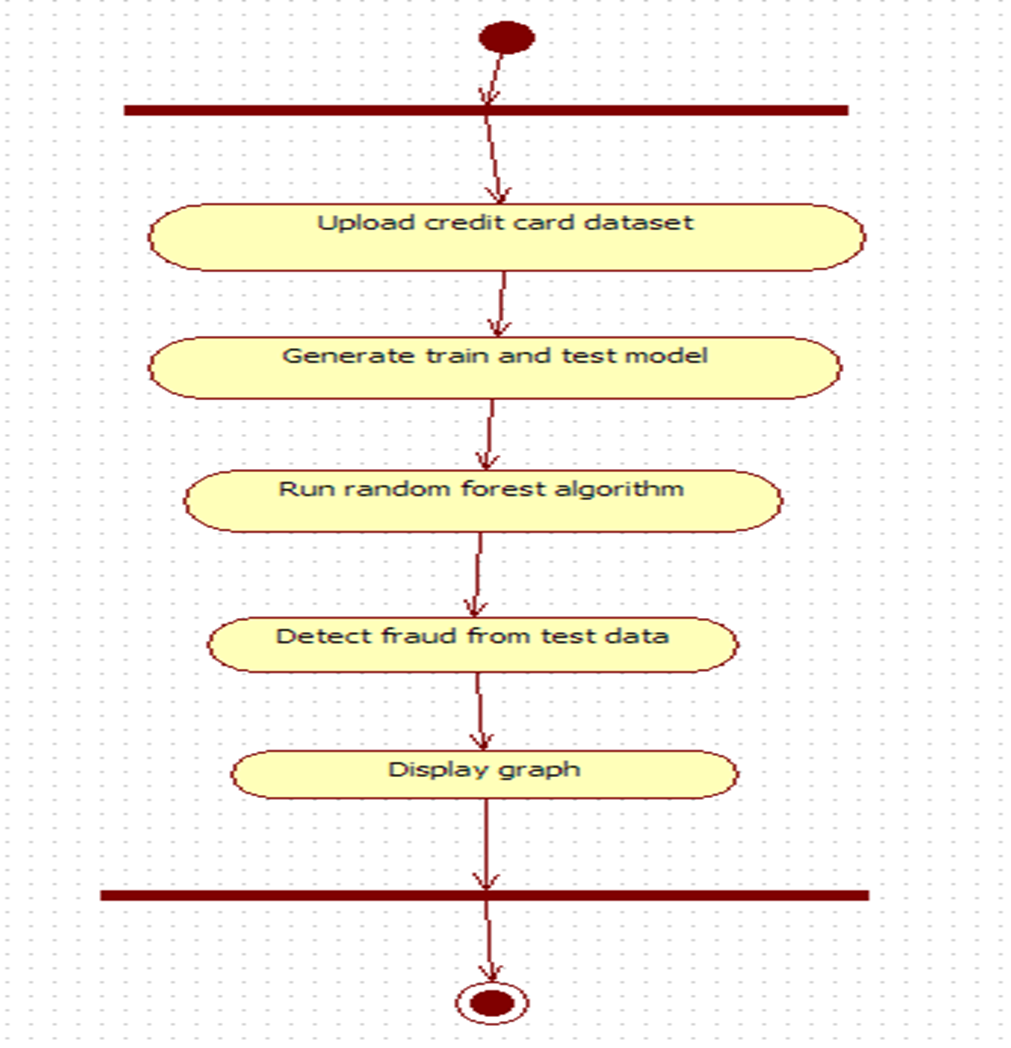 Upload credit card dataset
Generate train and test model
Run random forest algorithm
Detect fraud from test data
Display graph